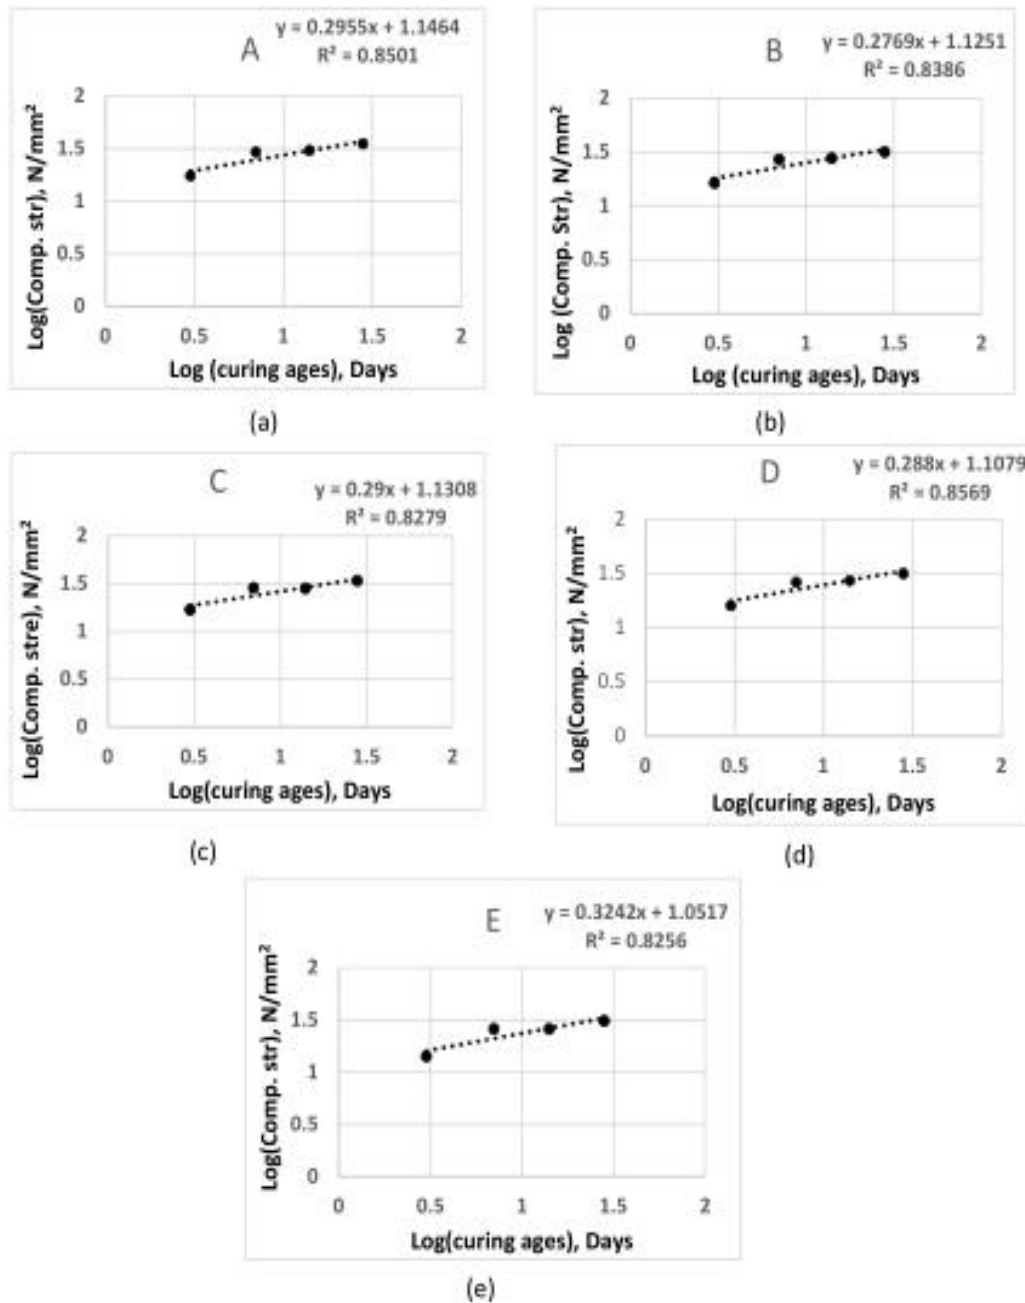 A
y = 0.2955x + 1.1464
R² = 0.8501
2
1.5
1
0.5
0
0
0.5
1
1.5
2
Log(Comp. str), N/mm²
Log (curing ages), Days
(a)
B
y = 0.2769x + 1.1251
R² = 0.8386
2
1.5
1
0.5
0
0
0.5
1
1.5
2
Log (Comp. Str), N/mm²
Log (curing ages), Days
(b)
C
y = 0.29x + 1.1308
R² = 0.8279
2
1.5
1
0.5
0
0
0.5
1
1.5
2
Log(Comp. stre), N/mm²
Log(curing ages), Days
(c)
D
y = 0.288x + 1.1079
R² = 0.8569
2
1.5
1
0.5
0
0
0.5
1
1.5
2
Log(Comp. str), N/mm²
Log(curing ages), Days
(d)
E
y = 0.3242x + 1.0517
R² = 0.8256
2
1.5
1
0.5
0
0
0.5
1
1.5
2
Log(Comp. str), N/mm²
Log(curing ages), Days
(e)